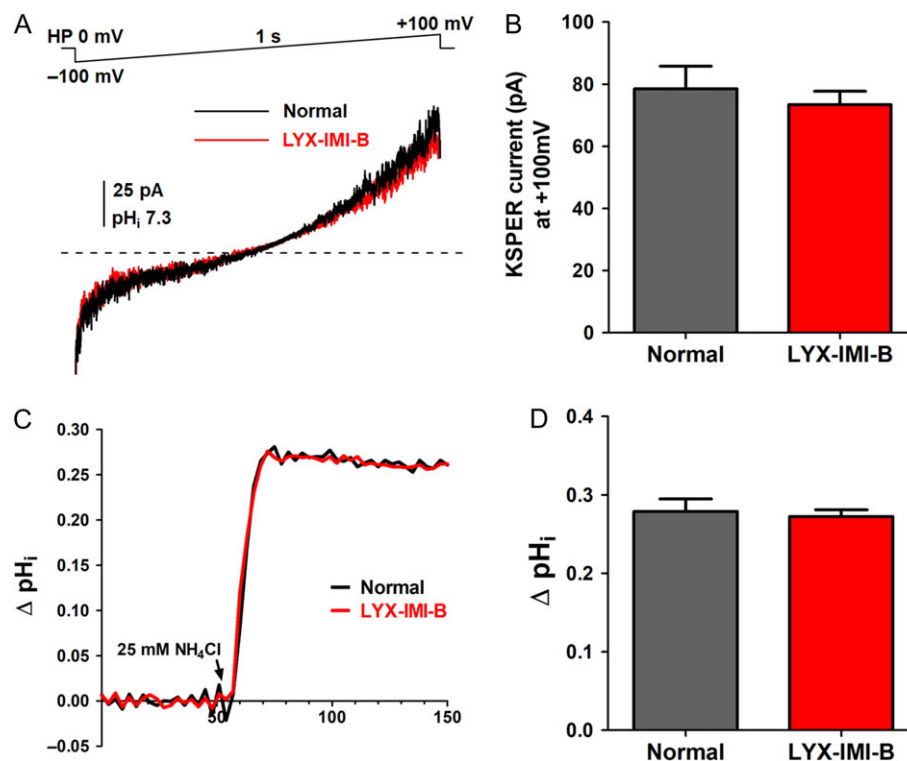 A
HP 0 mV
1 s
+100 mV
–100 mV
Normal
LYX-IMI-B
25 pA
pHi 7.3
B
KSPER current (pA)
at +100mV
100
80
60
40
20
0
Normal
LYX-IMI-B
C
Δ pHi
0.30
0.25
0.20
0.15
0.10
0.05
0.00
–0.05
50
100
150
25 mM NH4Cl
Normal
LYX-IMI-B
D
Δ pHi
0.4
0.3
0.2
0.1
0.0
Normal
LYX-IMI-B